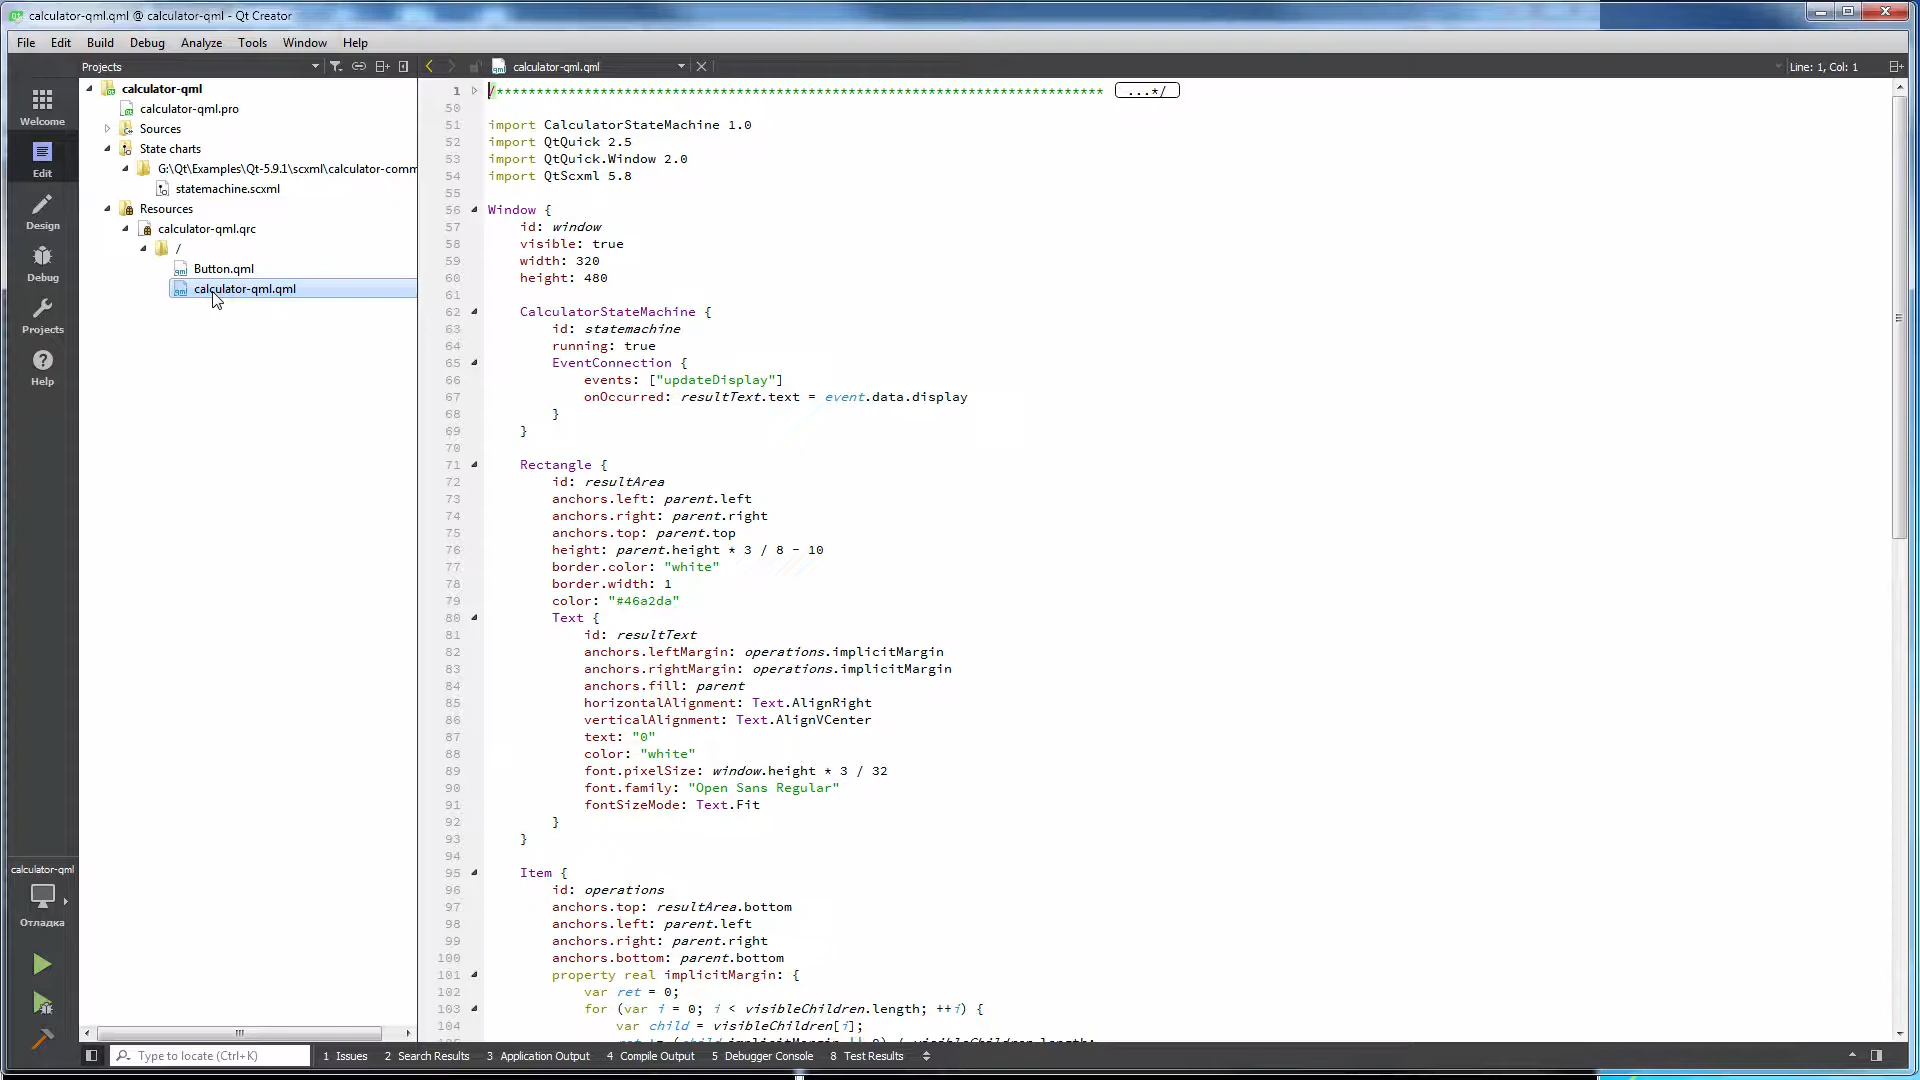 calculator-qml.qml @ calculator-qml - Qt Creator
File Edit Build Debug Analyze Tools Window Help
Projects
calculator-qml.qml
Line: 1, Col: 1
Welcome
Edit
Design
Debug
Projects
Help
calculator-qml
Отладка
calculator-qml
calculator-qml.pro
Sources
State charts
G:\Qt\Examples\Qt-5.9.1\scxml\calculator-comm
statemachine.scxml
Resources
calculator-qml.qrc
/
Button.qml
calculator-qml.qml
1 /**************************************************************************** ...*/
50
51 import CalculatorStateMachine 1.0
52 import QtQuick 2.5
53 import QtQuick.Window 2.0
54 import QtScxml 5.8
55
56 Window {
57 id: window
58 visible: true
59 width: 320
60 height: 480
61
62 CalculatorStateMachine {
63 id: statemachine
64 running: true
65 EventConnection {
66 events: ["updateDisplay"]
67 onOccurred: resultText.text = event.data.display
68 }
69 }
70
71 Rectangle {
72 id: resultArea
73 anchors.left: parent.left
74 anchors.right: parent.right
75 anchors.top: parent.top
76 height: parent.height * 3 / 8 - 10
77 border.color: "white"
78 border.width: 1
79 color: "#46a2da"
80 Text {
81 id: resultText
82 anchors.leftMargin: operations.implicitMargin
83 anchors.rightMargin: operations.implicitMargin
84 anchors.fill: parent
85 horizontalAlignment: Text.AlignRight
86 verticalAlignment: Text.AlignVCenter
87 text: "0"
88 color: "white"
89 font.pixelSize: window.height * 3 / 32
90 font.family: "Open Sans Regular"
91 fontSizeMode: Text.Fit
92 }
93 }
94
95 Item {
96 id: operations
97 anchors.top: resultArea.bottom
98 anchors.left: parent.left
99 anchors.right: parent.right
100 anchors.bottom: parent.bottom
101 property real implicitMargin: {
102 var ret = 0;
103 for (var i = 0; i < visibleChildren.length; ++i) {
104 var child = visibleChildren[i];
Type to locate (Ctrl+K) 1 Issues 2 Search Results 3 Application Output 4 Compile Output 5 Debugger Console 8 Test Results